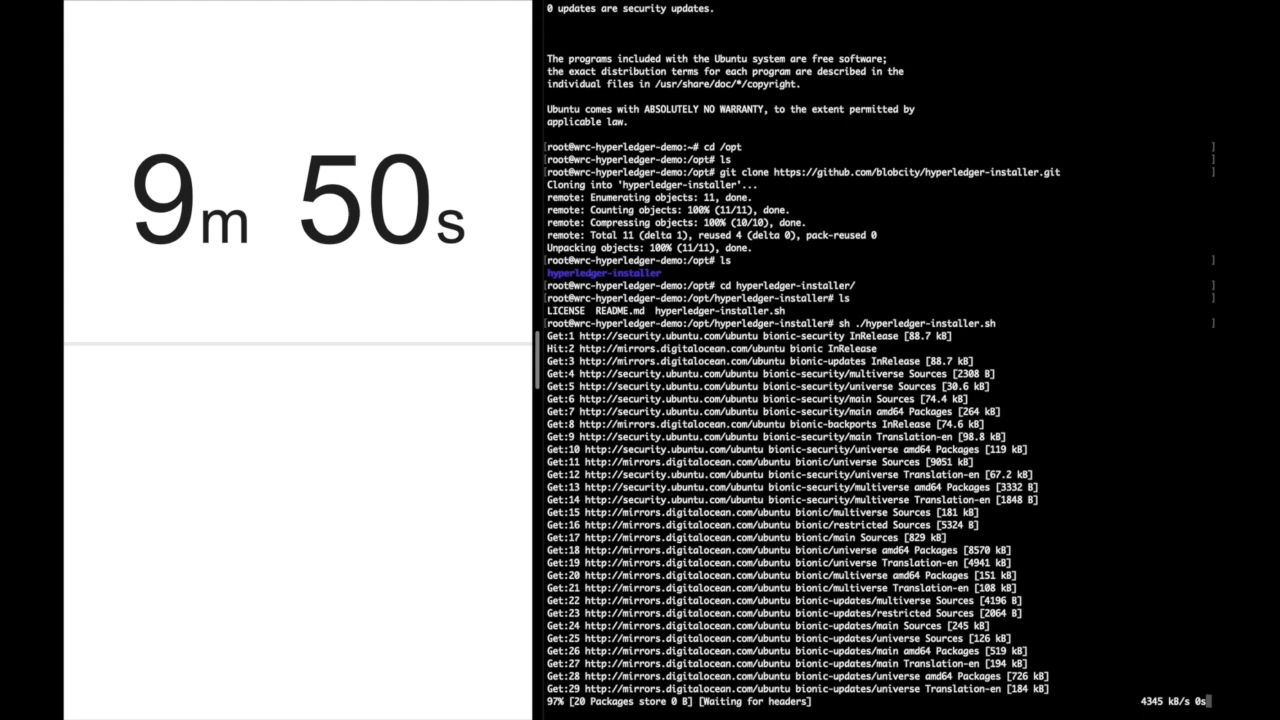 9m 50s
0 updates are security updates.
The programs included with the Ubuntu system are free software;
the exact distribution terms for each program are described in the
individual files in /usr/share/doc/*/copyright.
Ubuntu comes with ABSOLUTELY NO WARRANTY, to the extent permitted by
applicable law.
[root@wrc-hyperledger-demo:~# cd /opt ]
[root@wrc-hyperledger-demo:/opt# ls ]
[root@wrc-hyperledger-demo:/opt# git clone https://github.com/blobcity/hyperledger-installer.git ]
Cloning into 'hyperledger-installer'...
remote: Enumerating objects: 11, done.
remote: Counting objects: 100% (11/11), done.
remote: Compressing objects: 100% (10/10), done.
remote: Total 11 (delta 1), reused 4 (delta 0), pack-reused 0
Unpacking objects: 100% (11/11), done.
[root@wrc-hyperledger-demo:/opt# ls ]
hyperledger-installer
[root@wrc-hyperledger-demo:/opt# cd hyperledger-installer/ ]
[root@wrc-hyperledger-demo:/opt/hyperledger-installer# ls ]
LICENSE README.md hyperledger-installer.sh
[root@wrc-hyperledger-demo:/opt/hyperledger-installer# sh ./hyperledger-installer.sh ]
Get:1 http://security.ubuntu.com/ubuntu bionic-security InRelease [88.7 kB]
Hit:2 http://mirrors.digitalocean.com/ubuntu bionic InRelease
Get:3 http://mirrors.digitalocean.com/ubuntu bionic-updates InRelease [88.7 kB]
Get:4 http://security.ubuntu.com/ubuntu bionic-security/multiverse Sources [2308 B]
Get:5 http://security.ubuntu.com/ubuntu bionic-security/universe Sources [30.6 kB]
Get:6 http://security.ubuntu.com/ubuntu bionic-security/main Sources [74.4 kB]
Get:7 http://security.ubuntu.com/ubuntu bionic-security/main amd64 Packages [264 kB]
Get:8 http://mirrors.digitalocean.com/ubuntu bionic-backports InRelease [74.6 kB]
Get:9 http://security.ubuntu.com/ubuntu bionic-security/main Translation-en [98.8 kB]
Get:10 http://security.ubuntu.com/ubuntu bionic-security/universe amd64 Packages [119 kB]
Get:11 http://mirrors.digitalocean.com/ubuntu bionic/universe Sources [9051 kB]
Get:12 http://security.ubuntu.com/ubuntu bionic-security/universe Translation-en [67.2 kB]
Get:13 http://security.ubuntu.com/ubuntu bionic-security/multiverse amd64 Packages [3332 B]
Get:14 http://security.ubuntu.com/ubuntu bionic-security/multiverse Translation-en [1848 B]
Get:15 http://mirrors.digitalocean.com/ubuntu bionic/multiverse Sources [181 kB]
Get:16 http://mirrors.digitalocean.com/ubuntu bionic/restricted Sources [5324 B]
Get:17 http://mirrors.digitalocean.com/ubuntu bionic/main Sources [829 kB]
Get:18 http://mirrors.digitalocean.com/ubuntu bionic/universe amd64 Packages [8570 kB]
Get:19 http://mirrors.digitalocean.com/ubuntu bionic/universe Translation-en [4941 kB]
Get:20 http://mirrors.digitalocean.com/ubuntu bionic/multiverse amd64 Packages [151 kB]
Get:21 http://mirrors.digitalocean.com/ubuntu bionic/multiverse Translation-en [108 kB]
Get:22 http://mirrors.digitalocean.com/ubuntu bionic-updates/multiverse Sources [4196 B]
Get:23 http://mirrors.digitalocean.com/ubuntu bionic-updates/restricted Sources [2064 B]
Get:24 http://mirrors.digitalocean.com/ubuntu bionic-updates/main Sources [245 kB]
Get:25 http://mirrors.digitalocean.com/ubuntu bionic-updates/universe Sources [126 kB]
Get:26 http://mirrors.digitalocean.com/ubuntu bionic-updates/main amd64 Packages [519 kB]
Get:27 http://mirrors.digitalocean.com/ubuntu bionic-updates/main Translation-en [194 kB]
Get:28 http://mirrors.digitalocean.com/ubuntu bionic-updates/universe amd64 Packages [726 kB]
Get:29 http://mirrors.digitalocean.com/ubuntu bionic-updates/universe Translation-en [184 kB]
97% [20 Packages store 0 B] [Waiting for headers] 4345 kB/s 0s